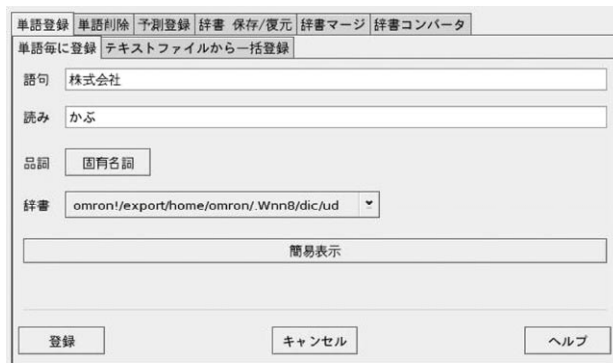 単語登録 単語削除 予測登録 辞書 保存/復元 辞書マージ 辞書コンバータ
単語毎に登録 テキストファイルから一括登録
語句 株式会社
読み かぶ
品詞 固有名詞
辞書 omron!/export/home/omron/.Wnn8/dic/ud
簡易表示
登録 キャンセル ヘルプ